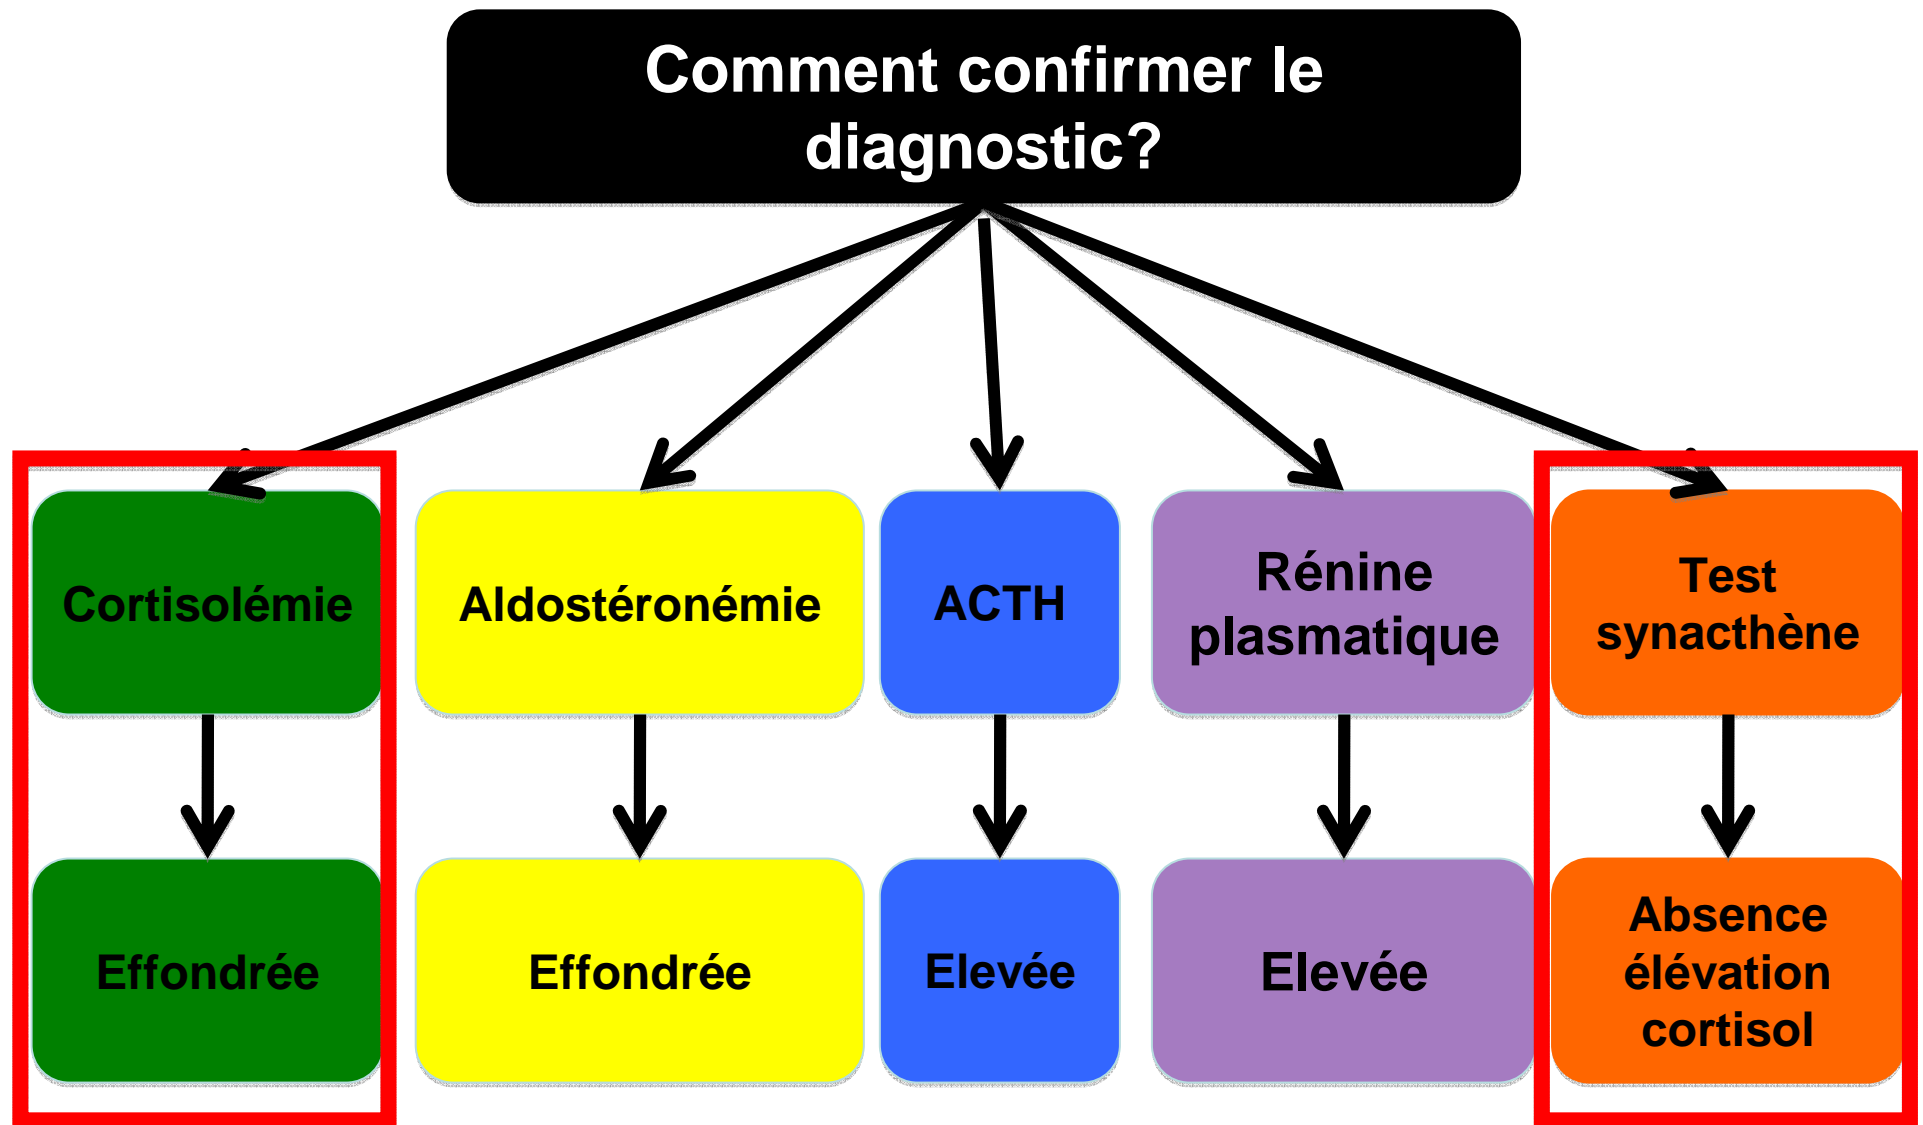 Comment confirmer le
diagnostic?
Cortisolémie
Aldostéronémie
ACTH
Rénine
plasmatique
Test
synacthène
Effondrée
Effondrée
Elevée
Elevée
Absence
élévation
cortisol